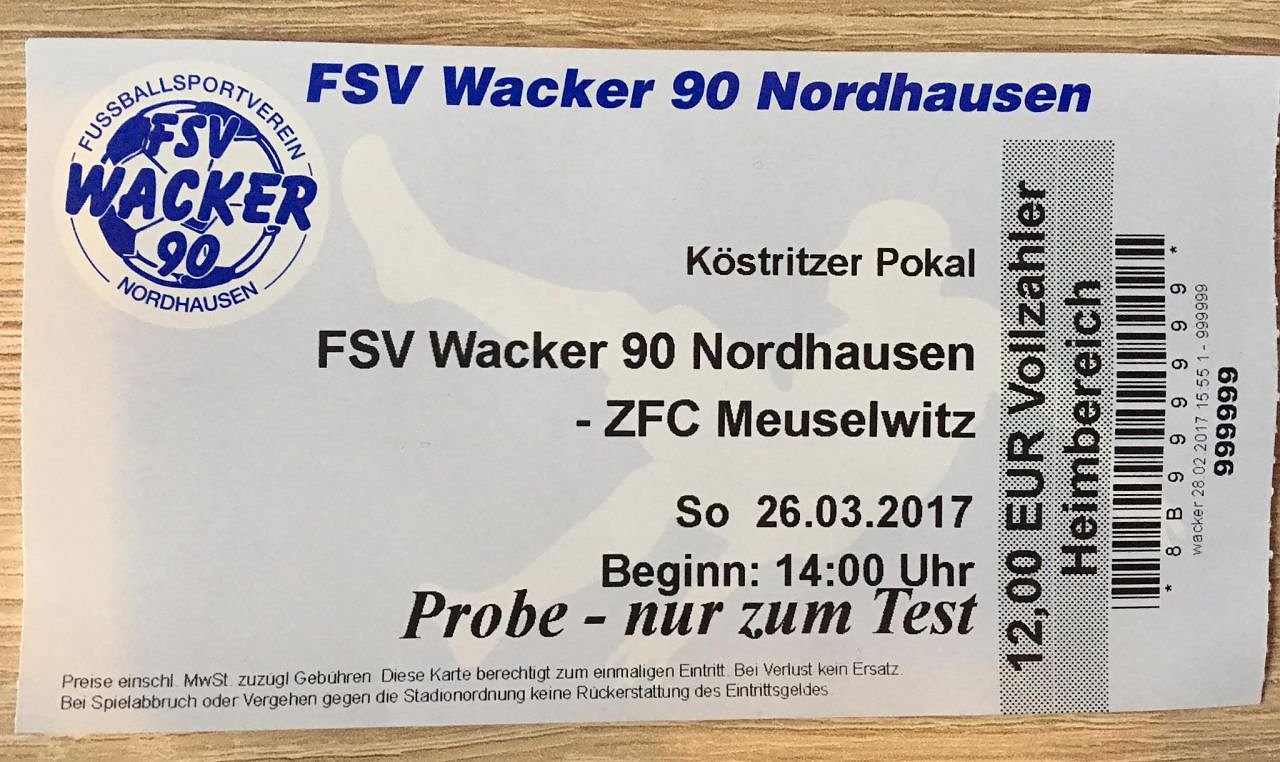 FSV Wacker 90 Nordhausen
FUSSBALLSPORTVEREIN
FSV
WACKER
90
NORDHAUSEN
Köstritzer Pokal
FSV Wacker 90 Nordhausen
- ZFC Meuselwitz
So 26.03.2017
Beginn: 14:00 Uhr
Probe - nur zum Test
Preise einschl. MwSt. zuzügl Gebühren. Diese Karte berechtigt zum einmaligen Eintritt. Bei Verlust kein Ersatz.
Bei Spielabbruch oder Vergehen gegen die Stadionordnung keine Rückerstattung des Eintrittsgeldes.
12,00 EUR Vollzahler
Heimbereich
* 8 B 9 9 9 9 9 9 *
wacker 28.02.2017 15:55 1 - 999999
999999